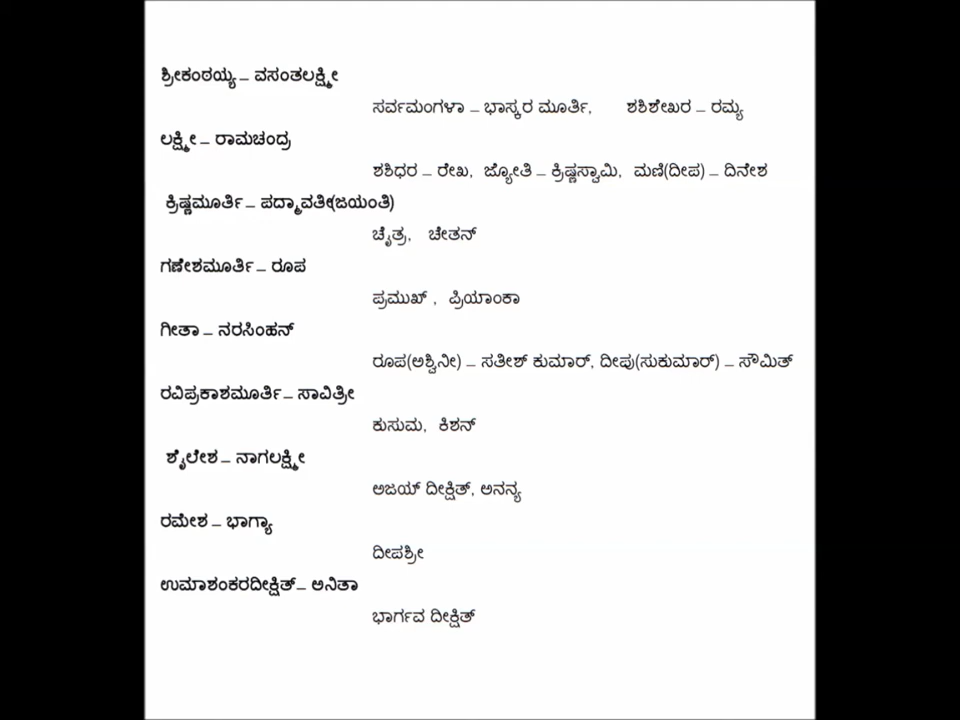 ಶ್ರೀಕಂಠಯ್ಯ – ವಸಂತಲಕ್ಷ್ಮೀ
ಸರ್ವಮಂಗಳಾ – ಭಾಸ್ಕರ ಮೂರ್ತಿ, ಶಶಿಶೇಖರ – ರಮ್ಯ
ಲಕ್ಷ್ಮೀ – ರಾಮಚಂದ್ರ
ಶಶಿಧರ – ರೇಖ, ಜ್ಯೋತಿ – ಕ್ರಿಷ್ಣಸ್ವಾಮಿ, ಮಣಿ(ದೀಪ) – ದಿನೇಶ
ಕ್ರಿಷ್ಣಮೂರ್ತಿ – ಪದ್ಮಾವತಿ(ಜಯಂತಿ)
ಚೈತ್ರ, ಚೇತನ್
ಗಣೇಶಮೂರ್ತಿ – ರೂಪ
ಪ್ರಮುಖ್ , ಪ್ರಿಯಾಂಕಾ
ಗೀತಾ – ನರಸಿಂಹನ್
ರೂಪ(ಅಶ್ವಿನೀ) – ಸತೀಶ್ ಕುಮಾರ್, ದೀಪು(ಸುಕುಮಾರ್) – ಸೌಮಿತ್
ರವಿಪ್ರಕಾಶಮೂರ್ತಿ – ಸಾವಿತ್ರೀ
ಕುಸುಮ, ಕಿಶನ್
ಶೈಲೇಶ – ನಾಗಲಕ್ಷ್ಮೀ
ಅಜಯ್ ದೀಕ್ಷಿತ್, ಅನನ್ಯ
ರಮೇಶ – ಭಾಗ್ಯಾ
ದೀಪಶ್ರೀ
ಉಮಾಶಂಕರದೀಕ್ಷಿತ್ – ಅನಿತಾ
ಭಾರ್ಗವ ದೀಕ್ಷಿತ್